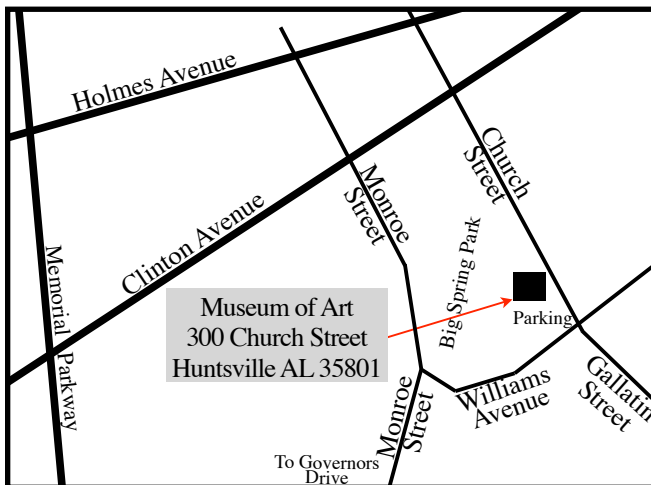 Holmes Avenue
Clinton Avenue
Memorial Parkway
Monroe
Street
Church
Street
Big Spring Park
Museum of Art
300 Church Street
Huntsville AL 35801
Parking
Williams
Avenue
Gallatin
Street
Monroe
Street
To Governors
Drive